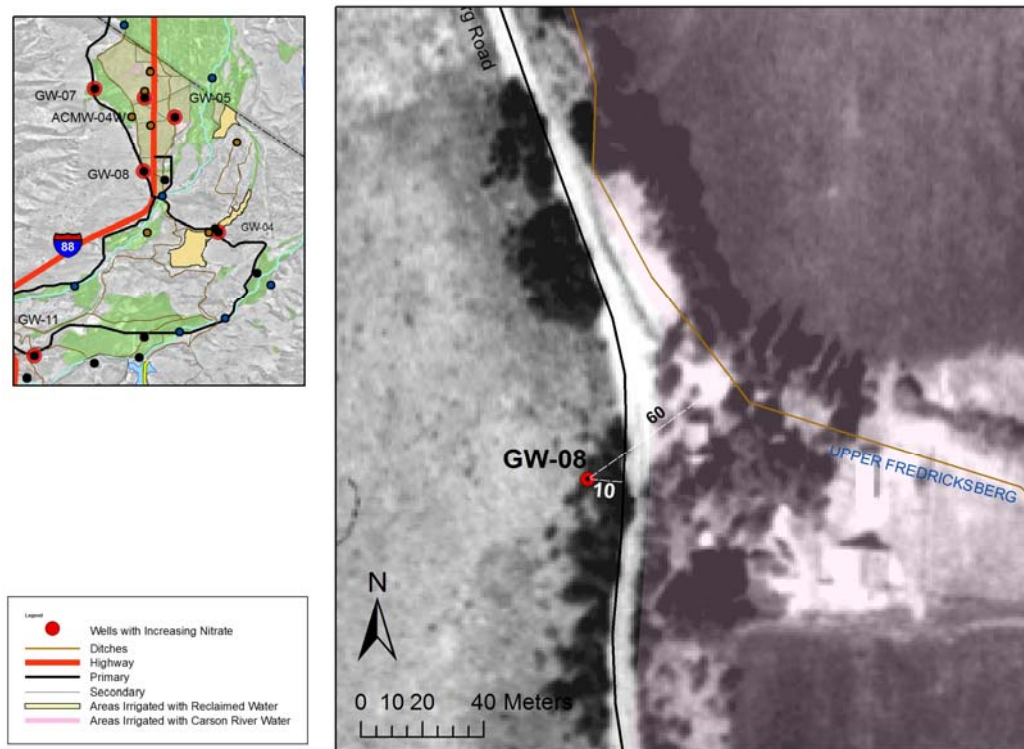 GW-07
GW-05
ACMW-04W
GW-08
GW-04
88
GW-11
rg Road
60
GW-08
10
UPPER FREDRICKSBERG
N
0 10 20 40 Meters
Legend
Wells with Increasing Nitrate
Ditches
Highway
Primary
Secondary
Areas Irrigated with Reclaimed Water
Areas Irrigated with Carson River Water